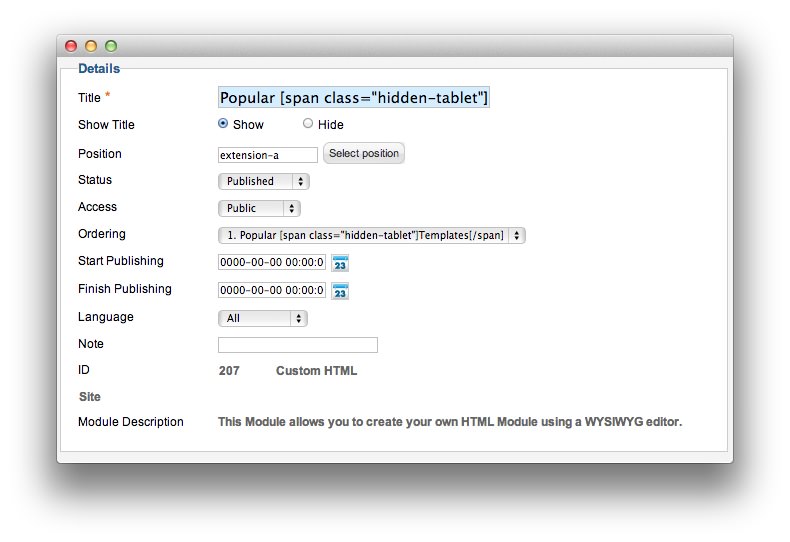 Details
Title * Popular [span class="hidden-tablet"]
Show Title Show Hide
Position extension-a Select position
Status Published
Access Public
Ordering 1. Popular [span class="hidden-tablet"]Templates[/span]
Start Publishing 0000-00-00 00:00:0 23
Finish Publishing 0000-00-00 00:00:0 23
Language All
Note
ID 207 Custom HTML
Site
Module Description This Module allows you to create your own HTML Module using a WYSIWYG editor.